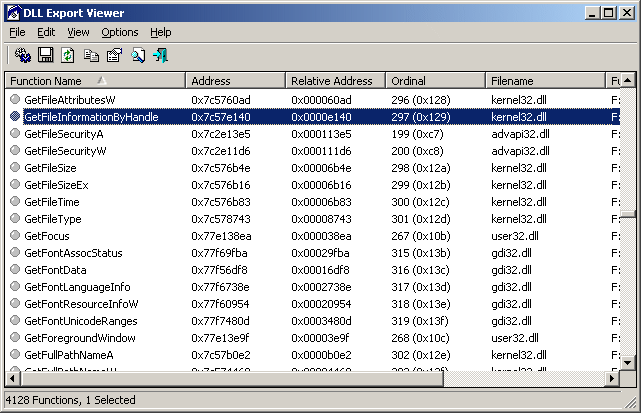 DLL Export Viewer
File Edit View Options Help
Function Name Address Relative Address Ordinal Filename
GetFileAttributesW 0x7c5760ad 0x000060ad 296 (0x128) kernel32.dll F:
GetFileInformationByHandle 0x7c57e140 0x0000e140 297 (0x129) kernel32.dll F:
GetFileSecurityA 0x7c2e13e5 0x000113e5 199 (0xc7) advapi32.dll F:
GetFileSecurityW 0x7c2e11d6 0x000111d6 200 (0xc8) advapi32.dll F:
GetFileSize 0x7c576b4e 0x00006b4e 298 (0x12a) kernel32.dll F:
GetFileSizeEx 0x7c576b16 0x00006b16 299 (0x12b) kernel32.dll F:
GetFileTime 0x7c576b83 0x00006b83 300 (0x12c) kernel32.dll F:
GetFileType 0x7c578743 0x00008743 301 (0x12d) kernel32.dll F:
GetFocus 0x77e138ea 0x000038ea 267 (0x10b) user32.dll F:
GetFontAssocStatus 0x77f69fba 0x00029fba 315 (0x13b) gdi32.dll F:
GetFontData 0x77f56df8 0x00016df8 316 (0x13c) gdi32.dll F:
GetFontLanguageInfo 0x77f6738e 0x0002738e 317 (0x13d) gdi32.dll F:
GetFontResourceInfoW 0x77f60954 0x00020954 318 (0x13e) gdi32.dll F:
GetFontUnicodeRanges 0x77f7480d 0x0003480d 319 (0x13f) gdi32.dll F:
GetForegroundWindow 0x77e13e9f 0x00003e9f 268 (0x10c) user32.dll F:
GetFullPathNameA 0x7c57b0e2 0x0000b0e2 302 (0x12e) kernel32.dll F:
4128 Functions, 1 Selected